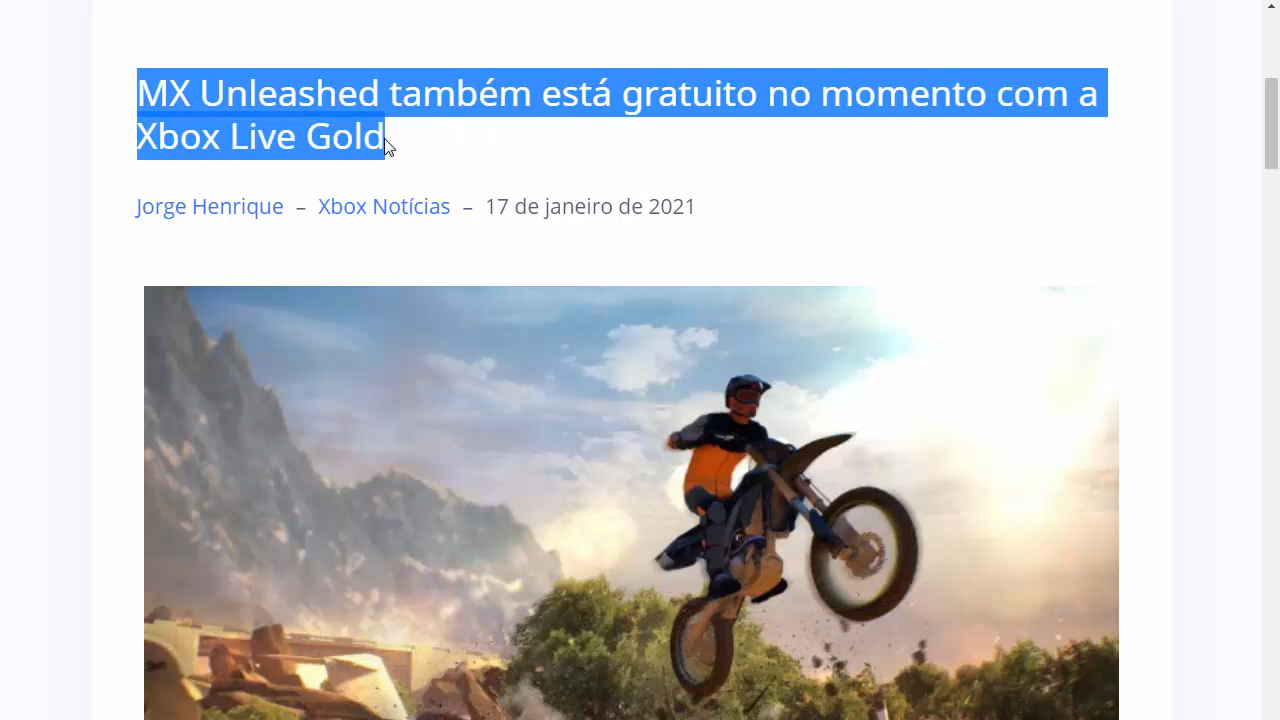 MX Unleashed também está gratuito no momento com a
Xbox Live Gold
Jorge Henrique – Xbox Notícias – 17 de janeiro de 2021